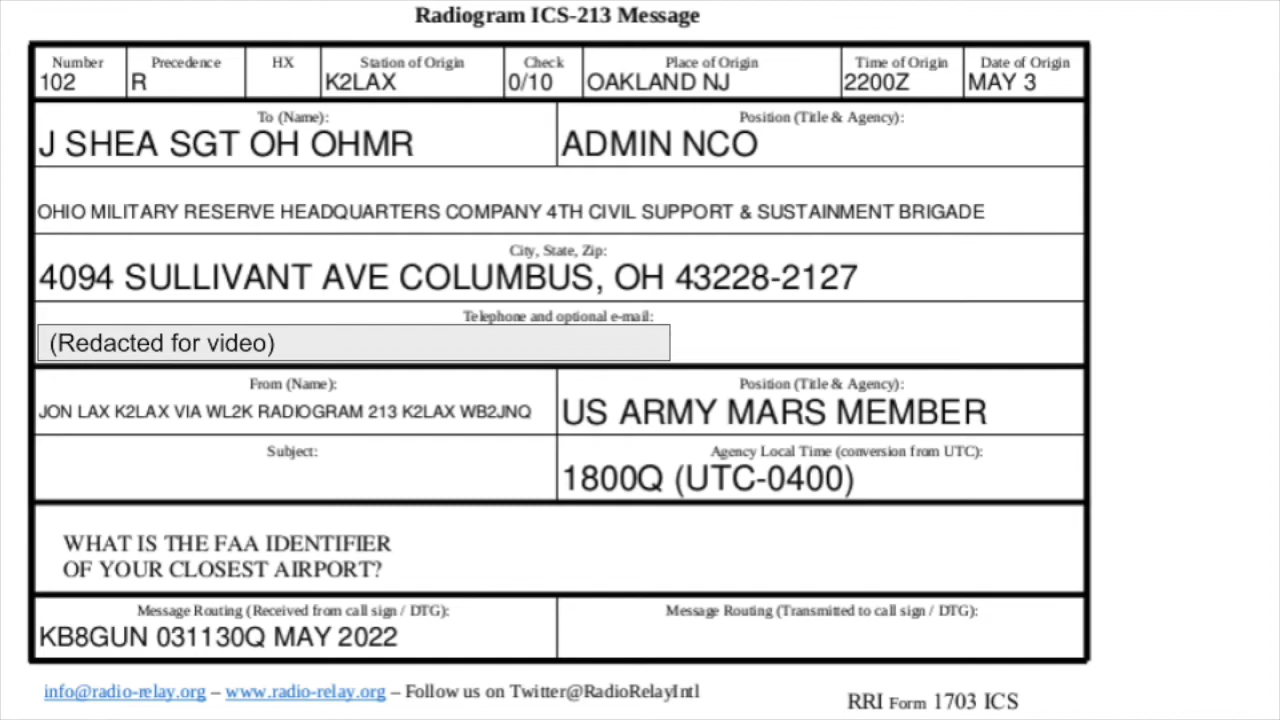 Radiogram ICS-213 Message
Number Precedence HX Station of Origin Check Place of Origin Time of Origin Date of Origin
102 R K2LAX 0/10 OAKLAND NJ 2200Z MAY 3
To (Name): Position (Title & Agency):
J SHEA SGT OH OHMR ADMIN NCO
OHIO MILITARY RESERVE HEADQUARTERS COMPANY 4TH CIVIL SUPPORT & SUSTAINMENT BRIGADE
City, State, Zip:
4094 SULLIVANT AVE COLUMBUS, OH 43228-2127
Telephone and optional e-mail:
(Redacted for video)
From (Name): Position (Title & Agency):
JON LAX K2LAX VIA WL2K RADIOGRAM 213 K2LAX WB2JNQ US ARMY MARS MEMBER
Subject: Agency Local Time (conversion from UTC):
1800Q (UTC-0400)
WHAT IS THE FAA IDENTIFIER
OF YOUR CLOSEST AIRPORT?
Message Routing (Received from call sign / DTG): Message Routing (Transmitted to call sign / DTG):
KB8GUN 031130Q MAY 2022
info@radio-relay.org – www.radio-relay.org – Follow us on Twitter@RadioRelayIntl
RRI Form 1703 ICS